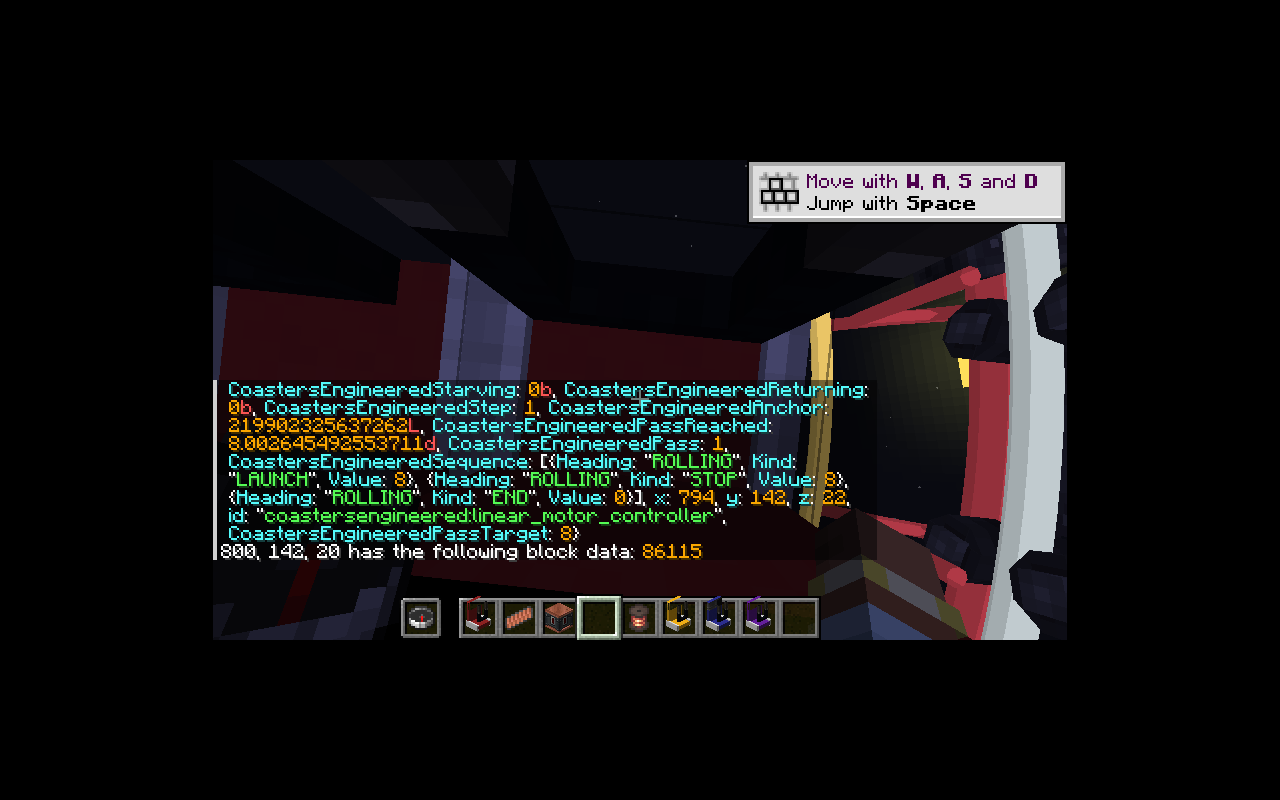 Move with W, A, S and D
Jump with Space
CoastersEngineeredStarving: 0b, CoastersEngineeredReturning:
0b, CoastersEngineeredStep: 1, CoastersEngineeredAnchor:
219902325637262L, CoastersEngineeredPassReached:
8.002645492553711d, CoastersEngineeredPass: 1,
CoastersEngineeredSequence: [{Heading: "ROLLING", Kind:
"LAUNCH", Value: 8}, {Heading: "ROLLING", Kind: "STOP", Value: 8},
{Heading: "ROLLING", Kind: "END", Value: 0}], x: 794, y: 142, z: 22,
id: "coastersengineered:linear_motor_controller",
CoastersEngineeredPassTarget: 8}
800, 142, 20 has the following block data: 86115